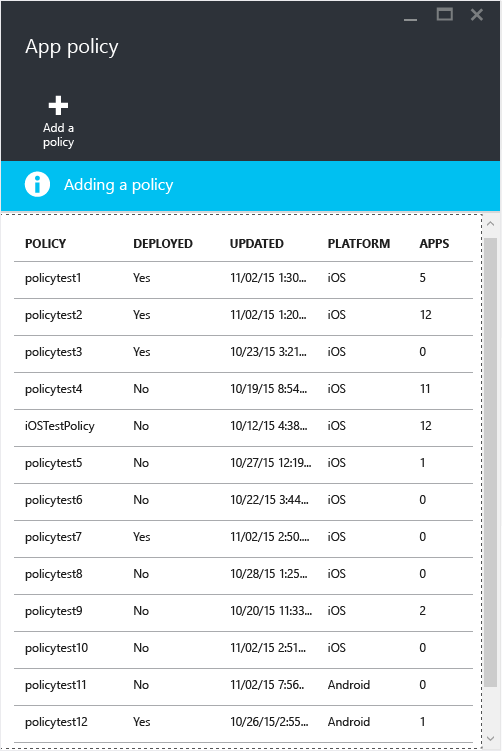 App policy
Add a
policy
Adding a policy
POLICY DEPLOYED UPDATED PLATFORM APPS
policytest1 Yes 11/02/15 1:30... iOS 5
policytest2 Yes 11/02/15 1:20... iOS 12
policytest3 Yes 10/23/15 3:21... iOS 0
policytest4 No 10/19/15 8:54... iOS 11
iOSTestPolicy No 10/12/15 4:38... iOS 12
policytest5 No 10/27/15 12:19... iOS 1
policytest6 No 10/22/15 3:44... iOS 0
policytest7 Yes 11/02/15 2:50.... iOS 0
policytest8 No 10/28/15 1:25... iOS 0
policytest9 No 10/20/15 11:33... iOS 2
policytest10 No 11/02/15 2:51... iOS 0
policytest11 No 11/02/15 7:56.. Android 0
policytest12 Yes 10/26/15/2:55... Android 1